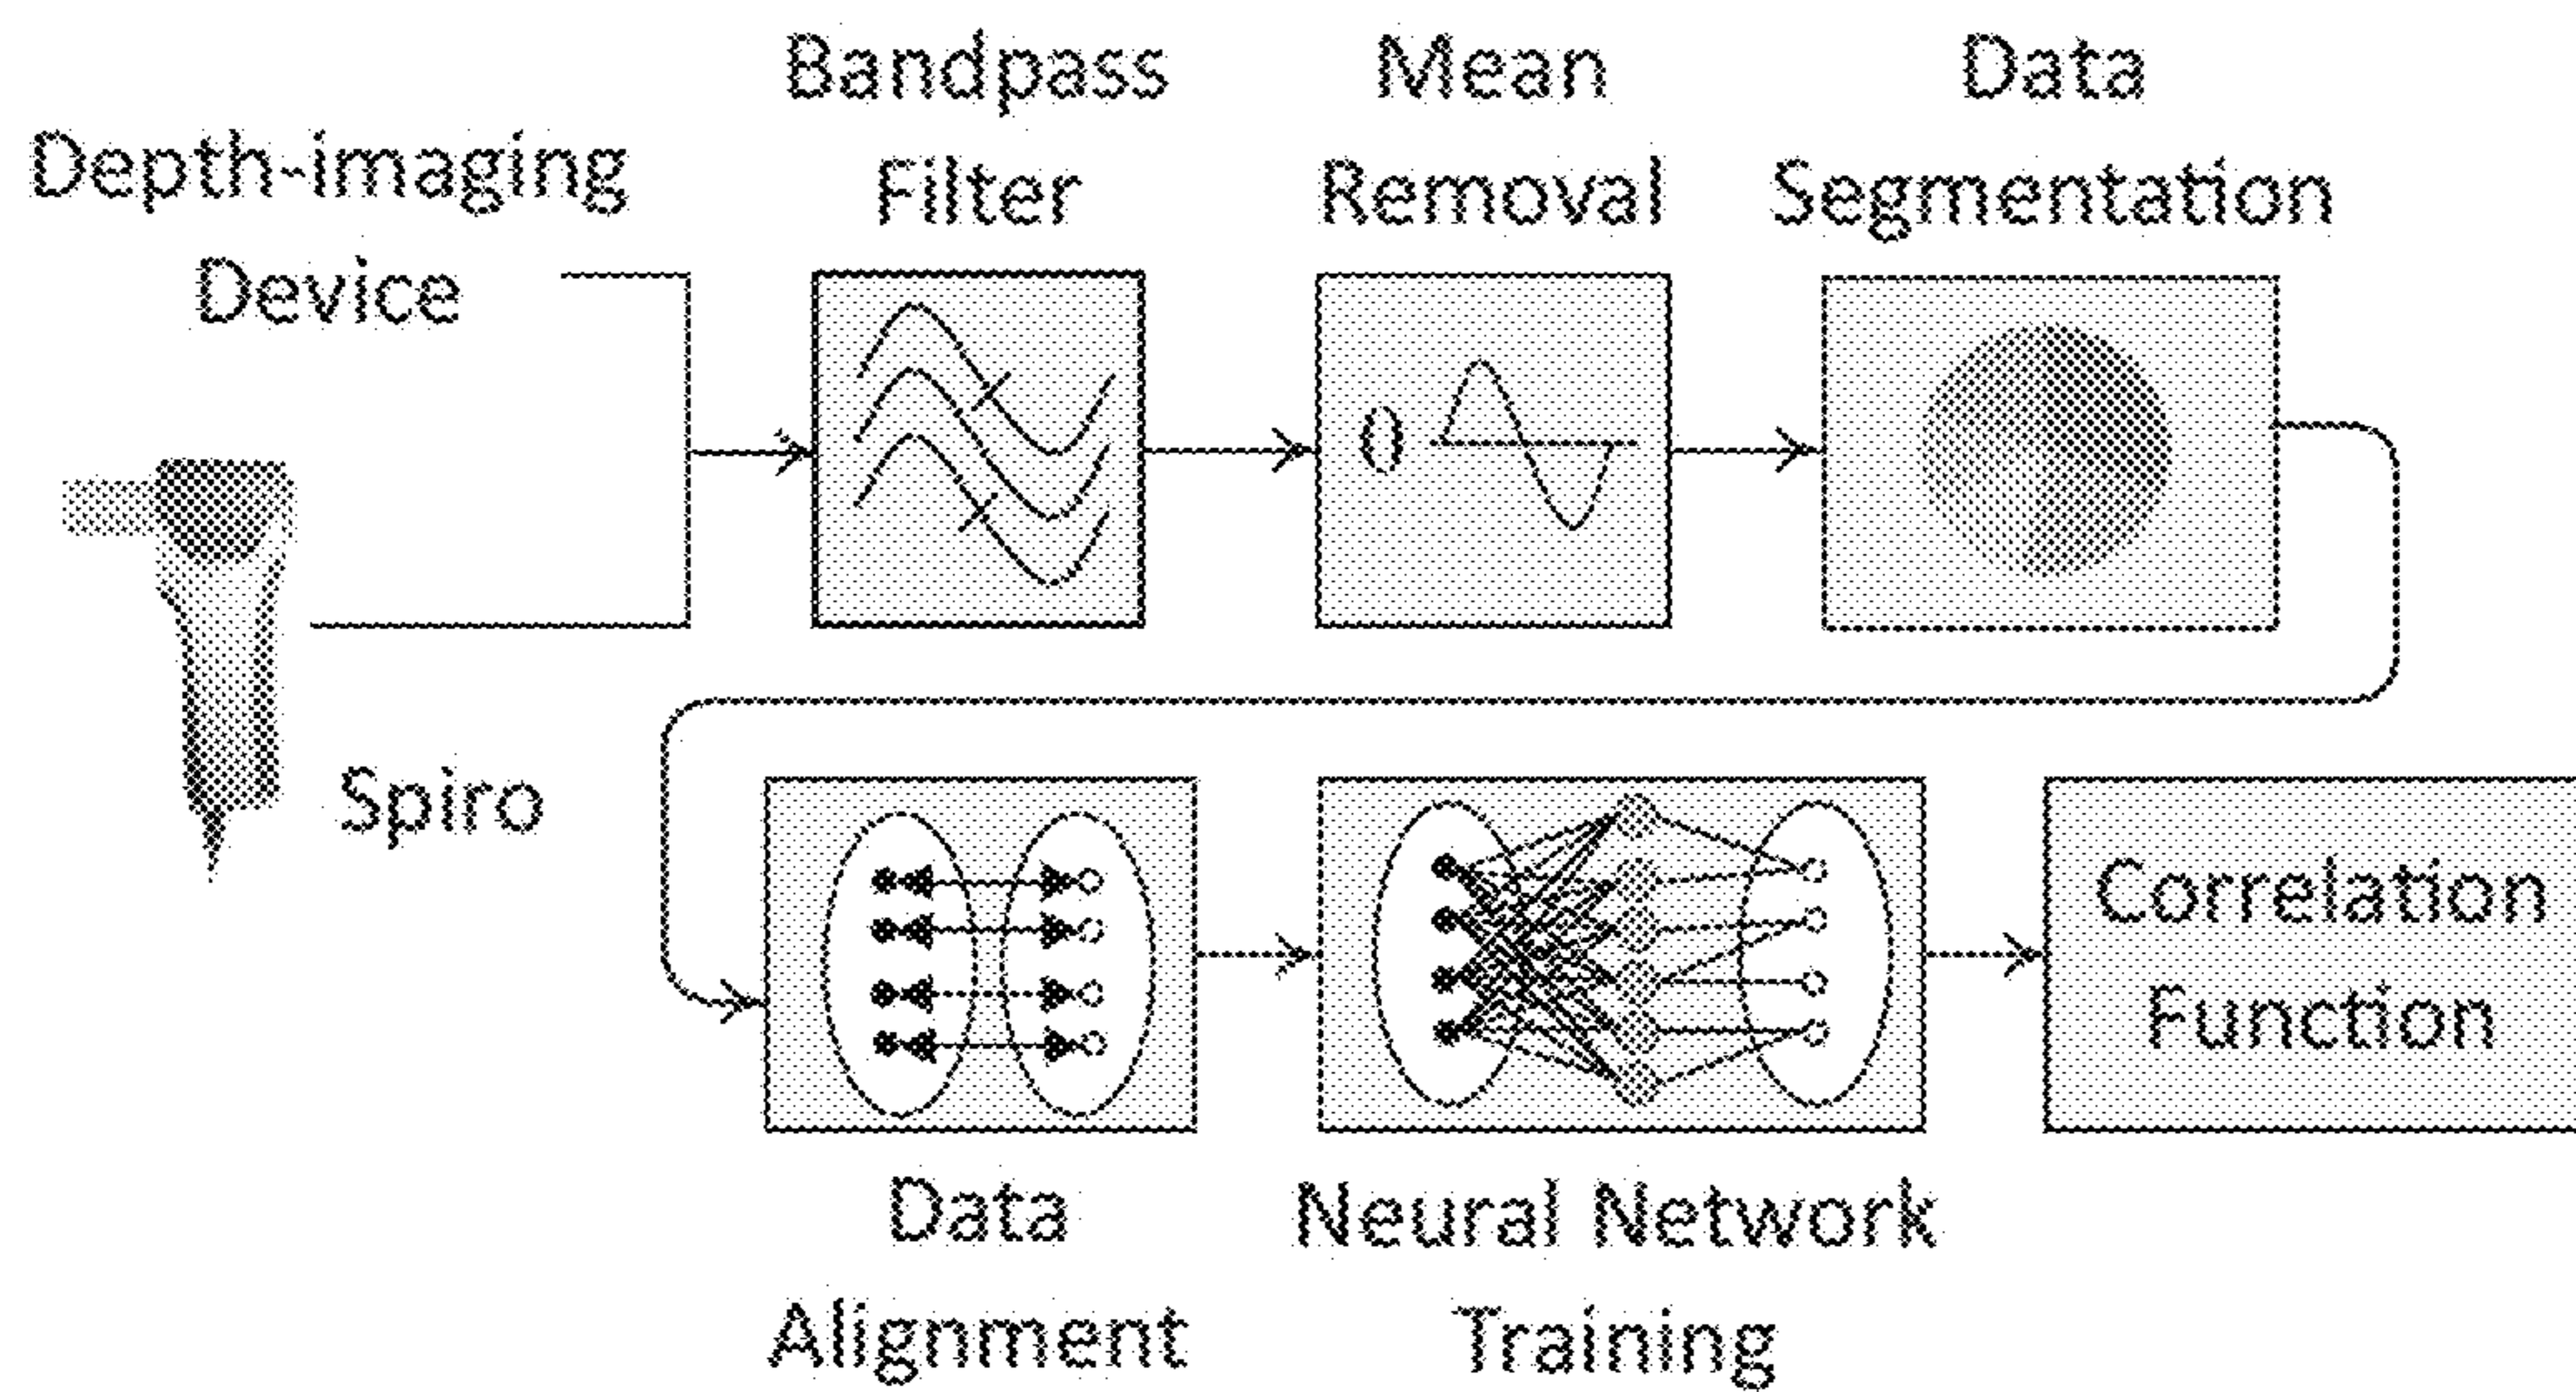 Depth-imaging
Device
Bandpass
Filter
Mean
Removal
Data
Segmentation
0
Spiro
Correlation
Function
Data
Alignment
Neural Network
Training